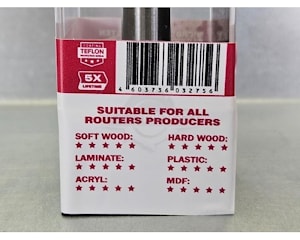 COATING
TEFLON
5X
LIFETIME
4 603736 032756
SUITABLE FOR ALL
ROUTERS PRODUCERS
SOFT WOOD:
HARD WOOD:
LAMINATE:
PLASTIC:
ACRYL:
MDF: